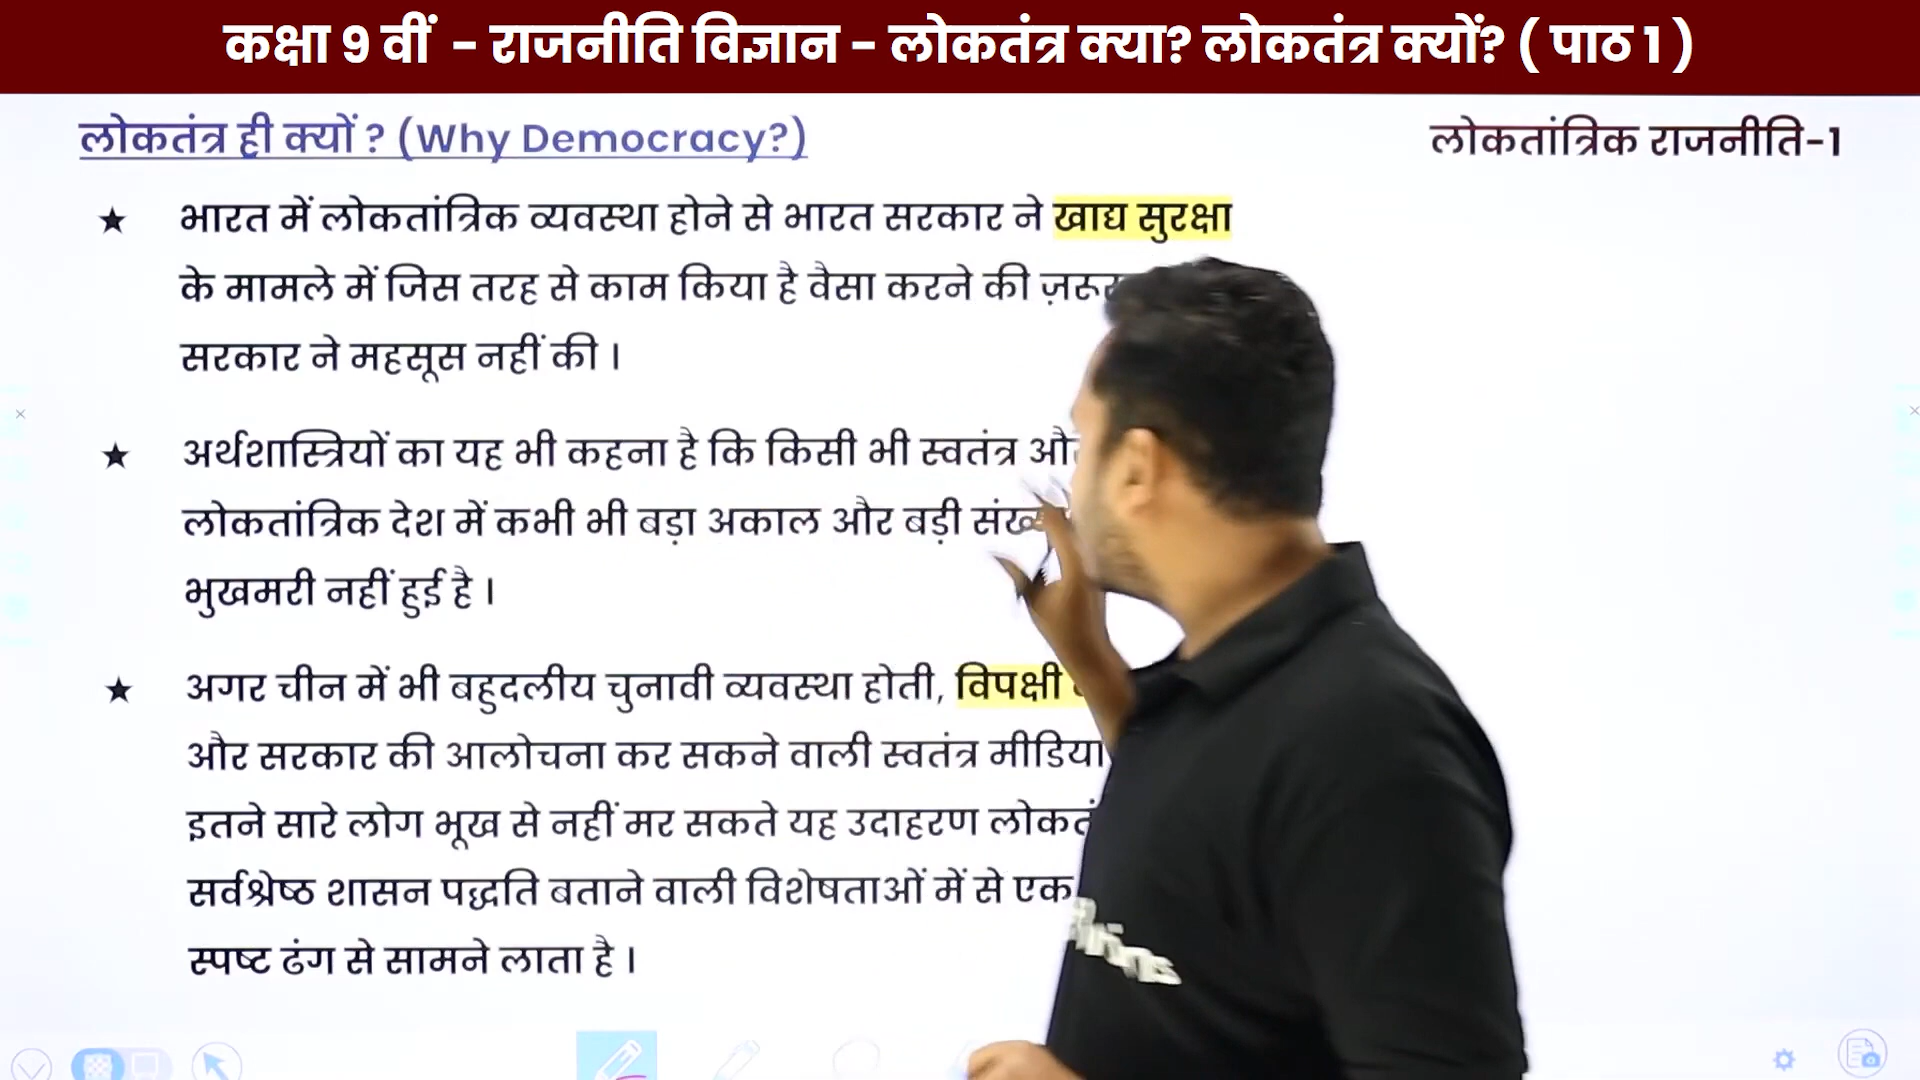 कक्षा 9 वीं - राजनीति विज्ञान - लोकतंत्र क्या? लोकतंत्र क्यों? ( पाठ 1 )
लोकतंत्र ही क्यों ? (Why Democracy?)
लोकतांत्रिक राजनीति-1
★ भारत में लोकतांत्रिक व्यवस्था होने से भारत सरकार ने खाद्य सुरक्षा
के मामले में जिस तरह से काम किया है वैसा करने की
सरकार ने महसूस नहीं की ।
★ अर्थशास्त्रियों का यह भी कहना है कि किसी भी स्वतंत्र
लोकतांत्रिक देश में कभी भी बड़ा अकाल और बड़ी
भुखमरी नहीं हुई है ।
★ अगर चीन में भी बहुदलीय चुनावी व्यवस्था होती, विपक्षी
और सरकार की आलोचना कर सकने वाली स्वतंत्र मीडिया
इतने सारे लोग भूख से नहीं मर सकते यह उदाहरण
सर्वश्रेष्ठ शासन पद्धति बताने वाली विशेषताओं में से एक
स्पष्ट ढंग से सामने लाता है ।